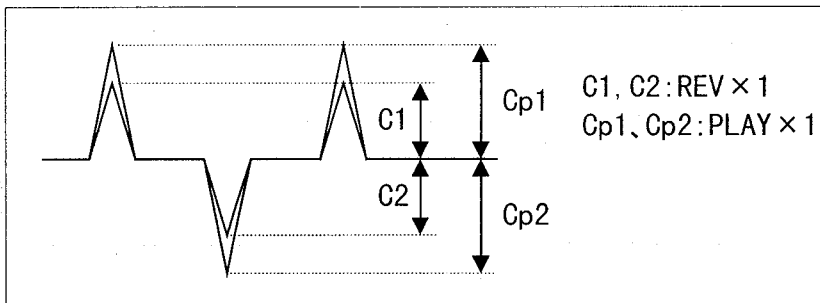 C1
Cp1
C2
Cp2
C1, C2:REV×1
Cp1、Cp2:PLAY×1